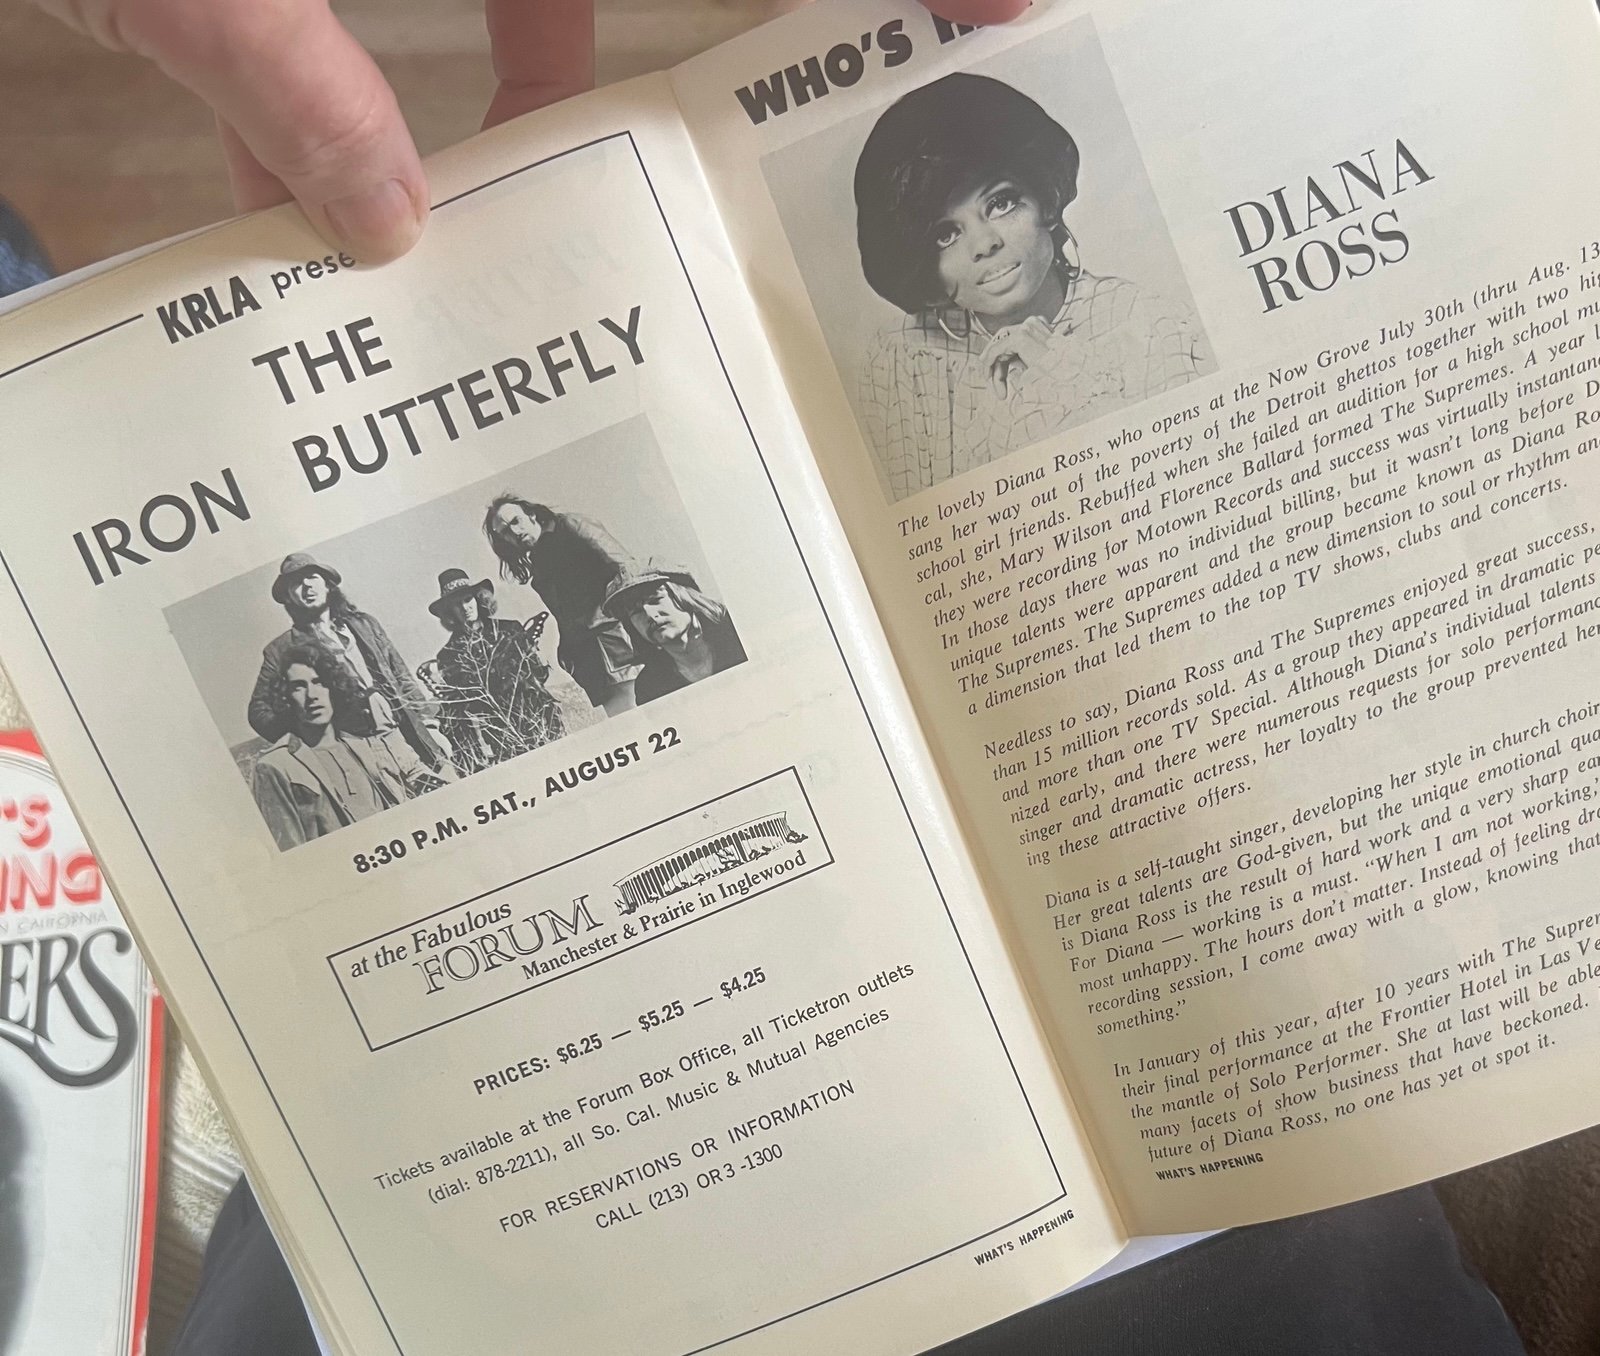 KRLA prese
THE
IRON BUTTERFLY
8:30 P.M. SAT., AUGUST 22
at the Fabulous
FORUM
Manchester & Prairie in Inglewood
PRICES: $6.25 — $5.25 — $4.25
Tickets available at the Forum Box Office, all Ticketron outlets
(dial: 878-2211), all So. Cal. Music & Mutual Agencies
FOR RESERVATIONS OR INFORMATION
CALL (213) OR 3 -1300
WHAT'S HAPPENING
WHO'S
DIANA
ROSS
The lovely Diana Ross, who opens at the Now Grove July 30th (thru Aug. 13
sang her way out of the poverty of the Detroit ghettos together with two hig
school girl friends. Rebuffed when she failed an audition for a high school mu
cal, she, Mary Wilson and Florence Ballard formed The Supremes. A year l
they were recording for Motown Records and success was virtually instantan
In those days there was no individual billing, but it wasn't long before D
unique talents were apparent and the group became known as Diana Ro
The Supremes. The Supremes added a new dimension to soul or rhythm an
a dimension that led them to the top TV shows, clubs and concerts.
Needless to say, Diana Ross and The Supremes enjoyed great success,
than 15 million records sold. As a group they appeared in dramatic pe
and more than one TV Special. Although Diana's individual talents
nized early, and there were numerous requests for solo performanc
singer and dramatic actress, her loyalty to the group prevented her
ing these attractive offers.
Diana is a self-taught singer, developing her style in church choir
Her great talents are God-given, but the unique emotional qua
is Diana Ross is the result of hard work and a very sharp ear
For Diana — working is a must. "When I am not working,
most unhappy. The hours don't matter. Instead of feeling dra
recording session, I come away with a glow, knowing that
something."
In January of this year, after 10 years with The Suprem
their final performance at the Frontier Hotel in Las Ve
the mantle of Solo Performer. She at last will be able
many facets of show business that have beckoned.
future of Diana Ross, no one has yet ot spot it.
WHAT'S HAPPENING
'S
ING
N CALIFORNIA
ERS